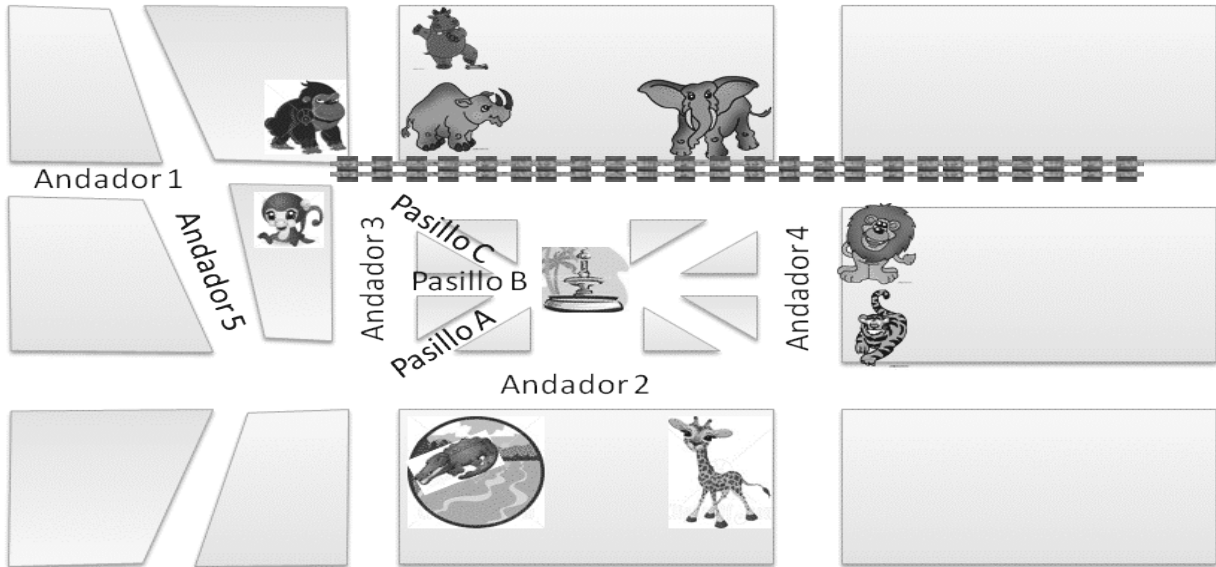 Andador 1
Andador 5
Andador 3
Pasillo C
Pasillo B
Pasillo A
Andador 4
Andador 2